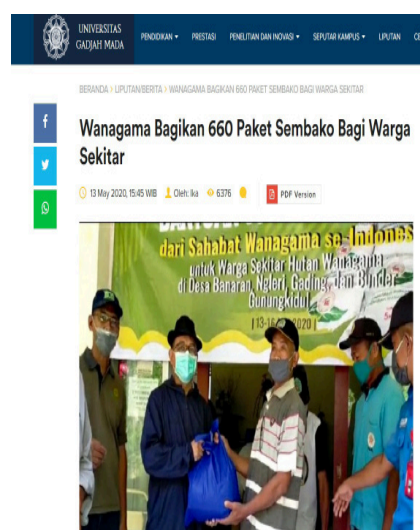 UNIVERSITAS
GADJAH MADA
PENDIDIKAN PRESTASI PENELITIAN DAN INOVASI SEPUTAR KAMPUS LIPUTAN CE
BERANDA > LIPUTAN/BERITA > WANAGAMA BAGIKAN 660 PAKET SEMBAKO BAGI WARGA SEKITAR
Wanagama Bagikan 660 Paket Sembako Bagi Warga
Sekitar
13 May 2020, 15:45 WIB Oleh: Ika 6376 PDF Version
dari Sahabat Wanagama se-Indones
untuk Warga Sekitar Hutan Wanagama
di Desa Banaran, Ngleri, Gading, dan Bunder
Gunungkidul
2020